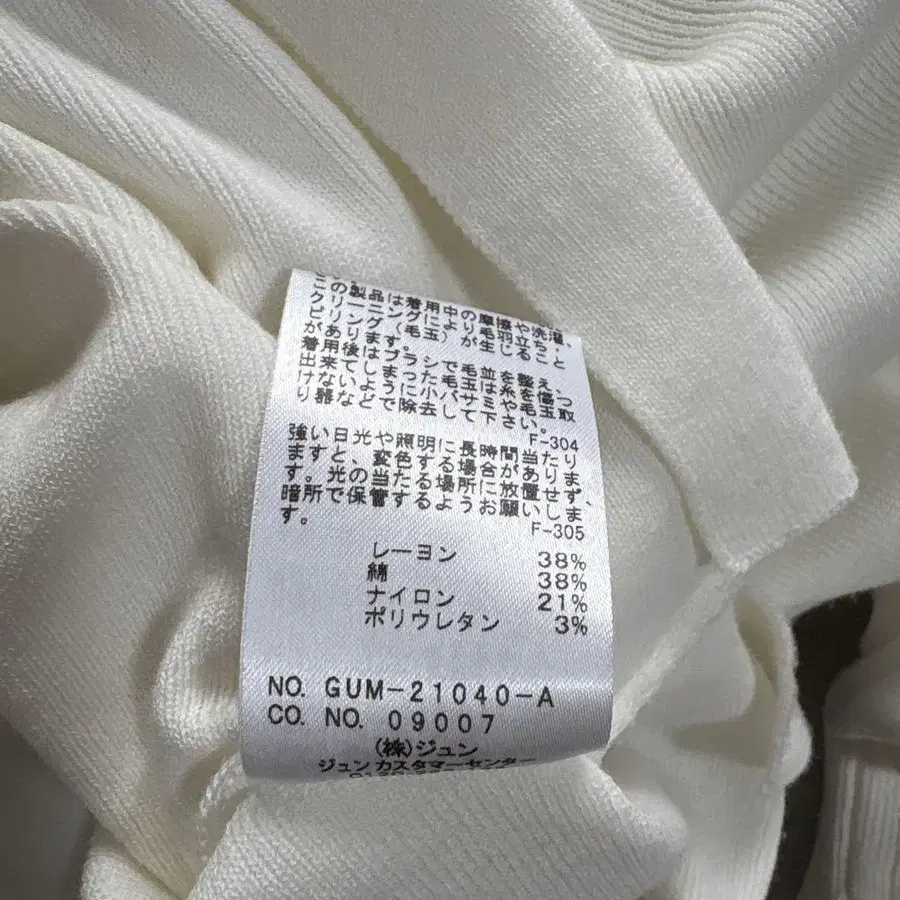 この製品は着用中の摩擦や洗濯、
クリーニングにより毛羽立ち・
ピリング（毛玉）が生じること
があります。
着用後はブラシで毛並を整え、
出来てしまった毛玉は糸を傷つ
けないように小バサミや毛玉取
り器などで除去して下さい。
F-304
強い日光や照明に長時間当たり
ますと、変色する場合がありま
す。光の当たる場所に放置せず、
暗所で保管するようお願いしま
す。
F-305
レーヨン 38%
綿 38%
ナイロン 21%
ポリウレタン 3%
NO. GUM-21040-A
CO. NO. 09007
(株)ジュン
ジュン カスタマーセンター